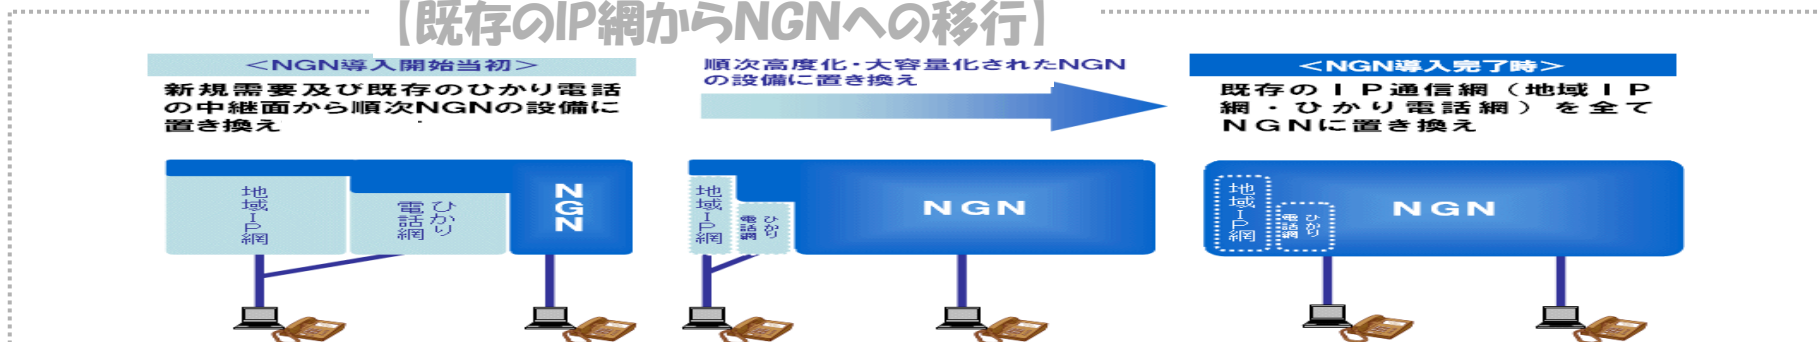 【既存のIP網からNGNへの移行】
＜NGN導入開始当初＞
新規需要及び既存のひかり電話
の中継面から順次NGNの設備に
置き換え
順次高度化・大容量化されたNGN
の設備に置き換え
＜NGN導入完了時＞
既存のＩＰ通信網（地域ＩＰ
網・ひかり電話網）を全て
ＮＧＮに置き換え
地域ＩＰ網
ひかり
電話網
NGN
地域ＩＰ網
ひかり
電話網
NGN
地域ＩＰ網
ひかり
電話網
NGN